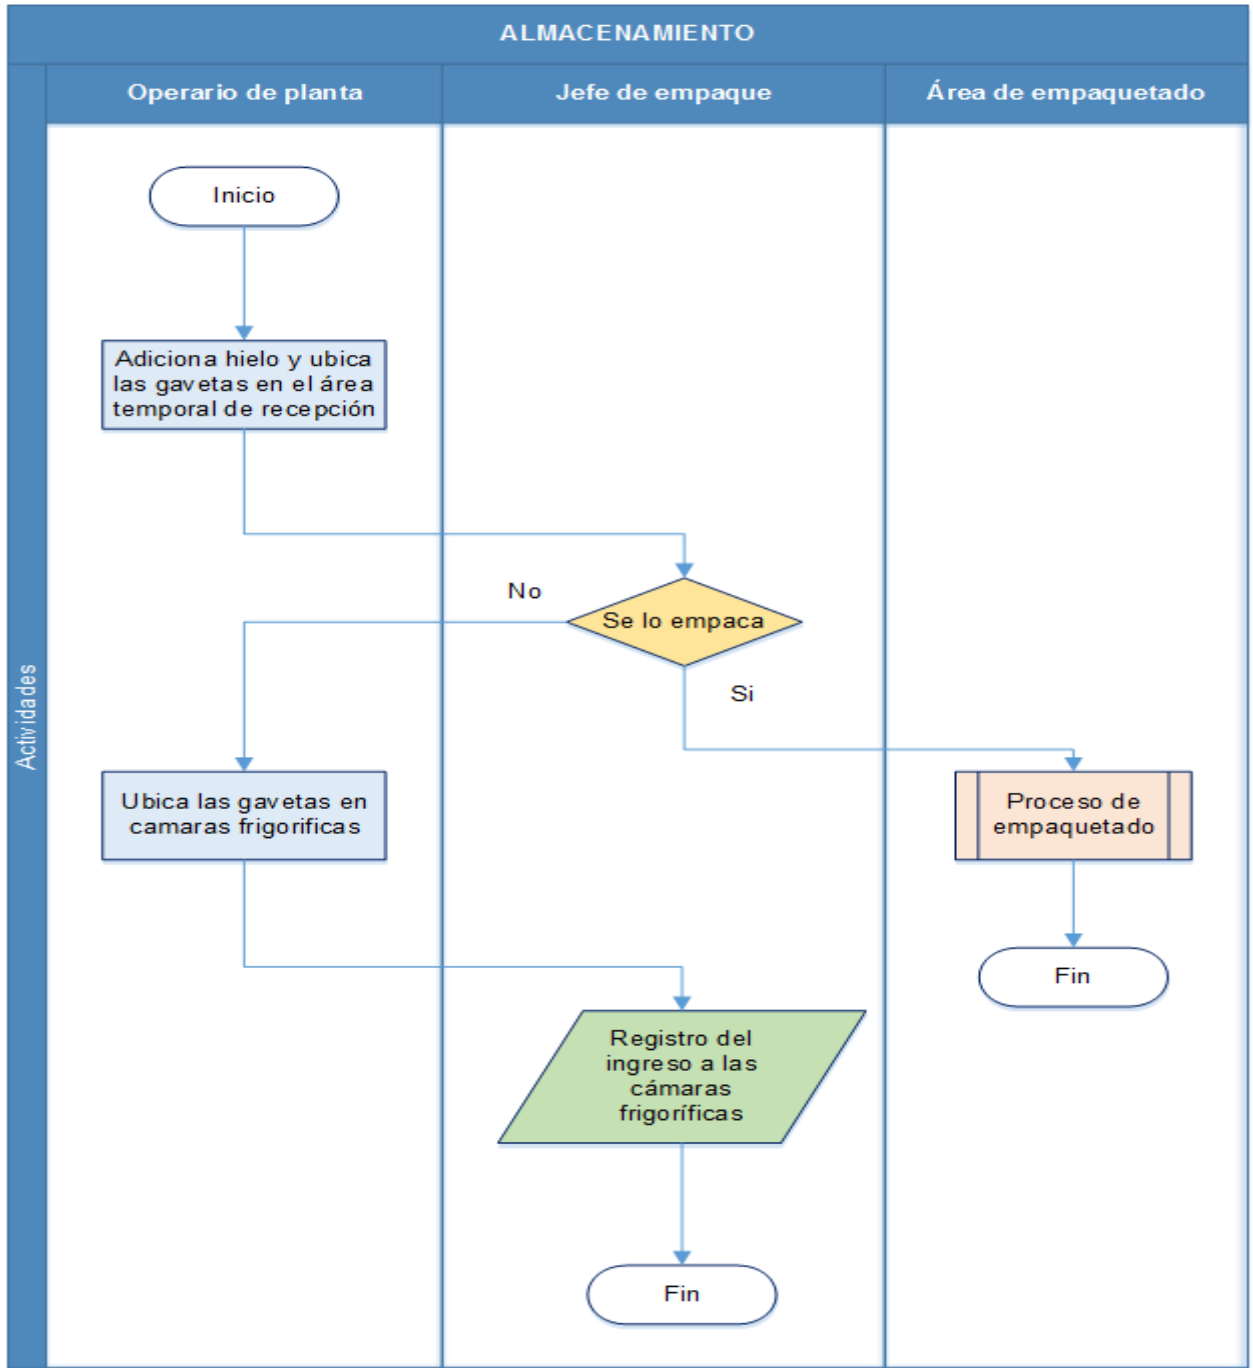 ALMACENAMIENTO
Operario de planta
Jefe de empaque
Área de empaquetado
Actividades
Inicio
Adiciona hielo y ubica
las gavetas en el área
temporal de recepción
No
Se lo empaca
Si
Ubica las gavetas en
camaras frigorificas
Proceso de
empaquetado
Fin
Registro del
ingreso a las
cámaras
frigoríficas
Fin